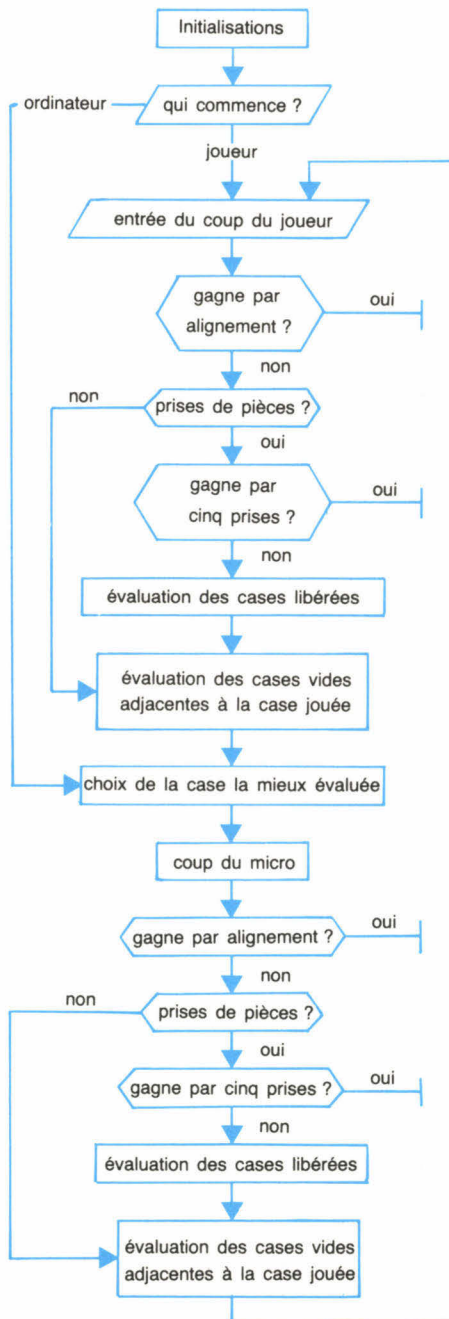 Initialisations
ordinateur
qui commence ?
joueur
entrée du coup du joueur
gagne par
alignement ?
oui
non
non
prises de pièces ?
oui
gagne par
cinq prises ?
oui
non
évaluation des cases libérées
évaluation des cases vides
adjacentes à la case jouée
choix de la case la mieux évaluée
coup du micro
gagne par alignement ?
oui
non
non
prises de pièces ?
oui
gagne par cinq prises ?
oui
non
évaluation des cases libérées
évaluation des cases vides
adjacentes à la case jouée